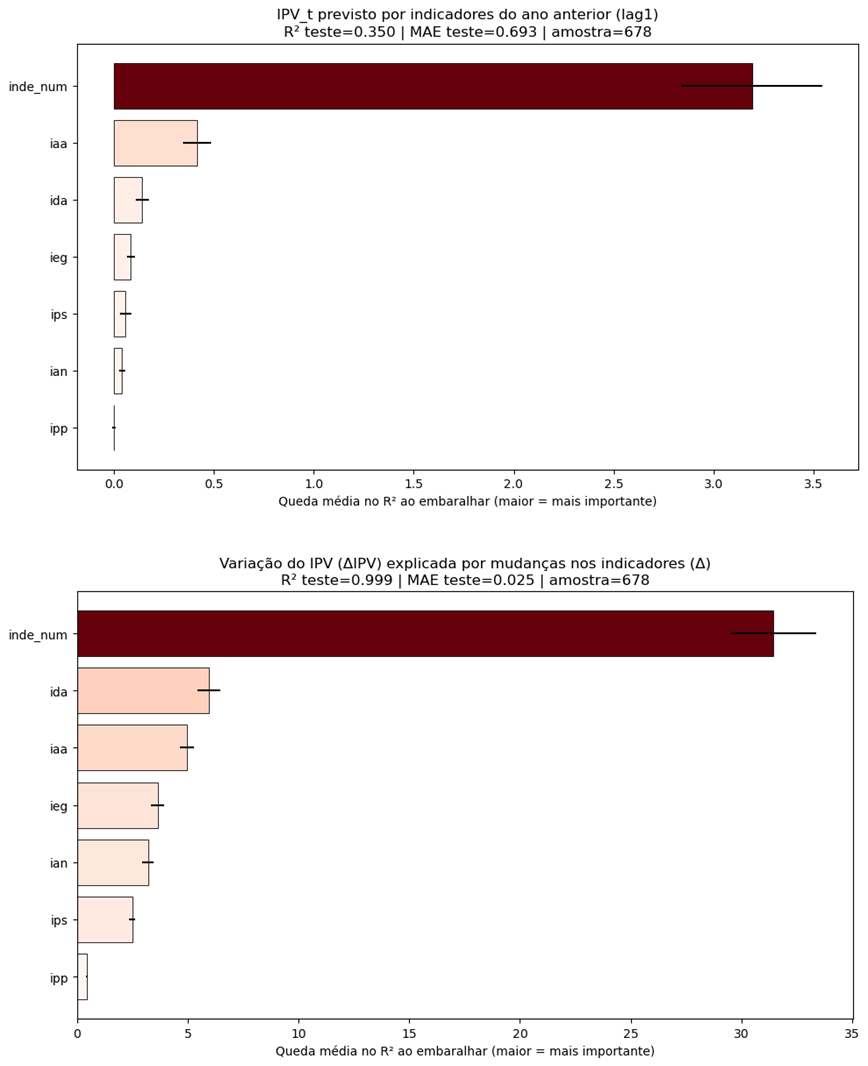 IPV_t previsto por indicadores do ano anterior (lag1)
R² teste=0.350 | MAE teste=0.693 | amostra=678
inde_num
iaa
ida
ieg
ips
ian
ipp
0.0 0.5 1.0 1.5 2.0 2.5 3.0 3.5
Queda média no R² ao embaralhar (maior = mais importante)
Variação do IPV (ΔIPV) explicada por mudanças nos indicadores (Δ)
R² teste=0.999 | MAE teste=0.025 | amostra=678
inde_num
ida
iaa
ieg
ian
ips
ipp
0 5 10 15 20 25 30 35
Queda média no R² ao embaralhar (maior = mais importante)